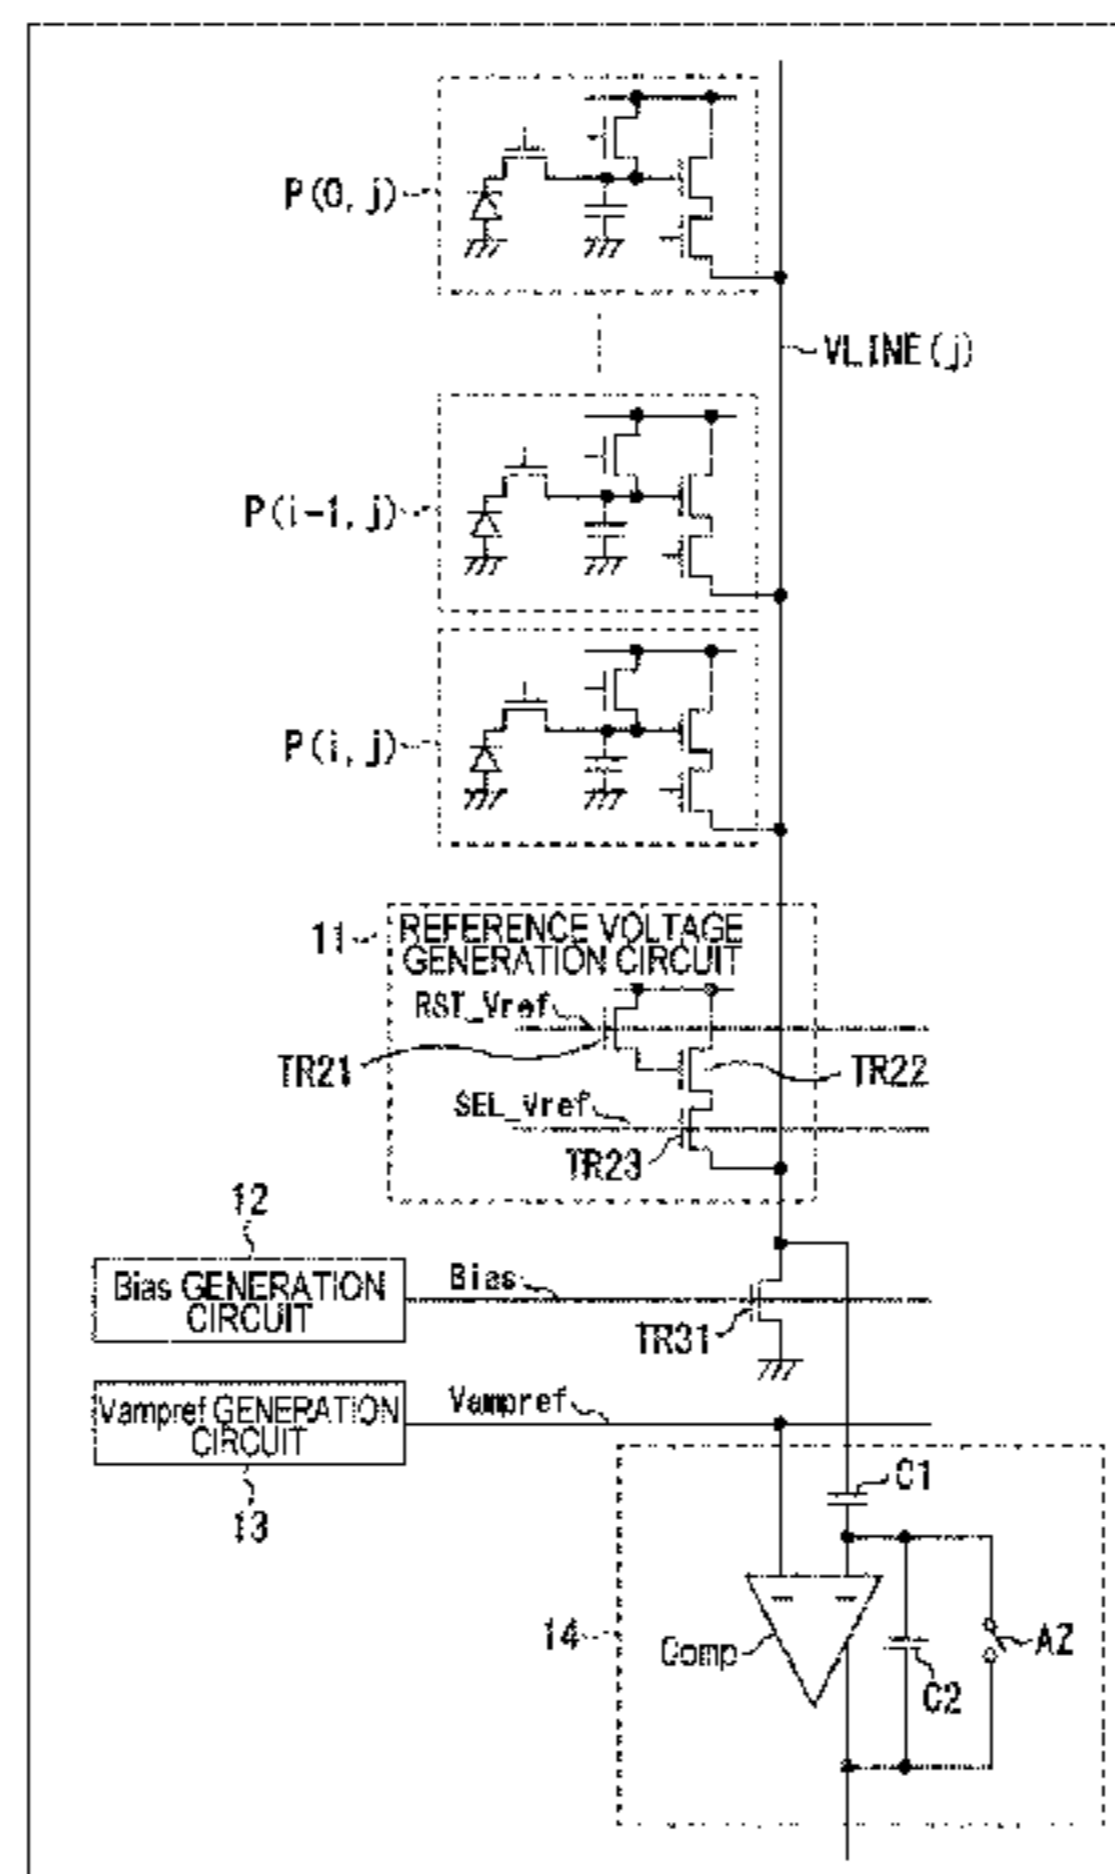 P(0, j)
VLINE(j)
P(i-1, j)
P(i, j)
11
REFERENCE VOLTAGE
GENERATION CIRCUIT
RST_Vref
TR21
TR22
SEL_Vref
TR23
12
Bias GENERATION
CIRCUIT
Bias
TR31
Vampref GENERATION
CIRCUIT
Vampref
13
C1
14
Comp
C2
AZ